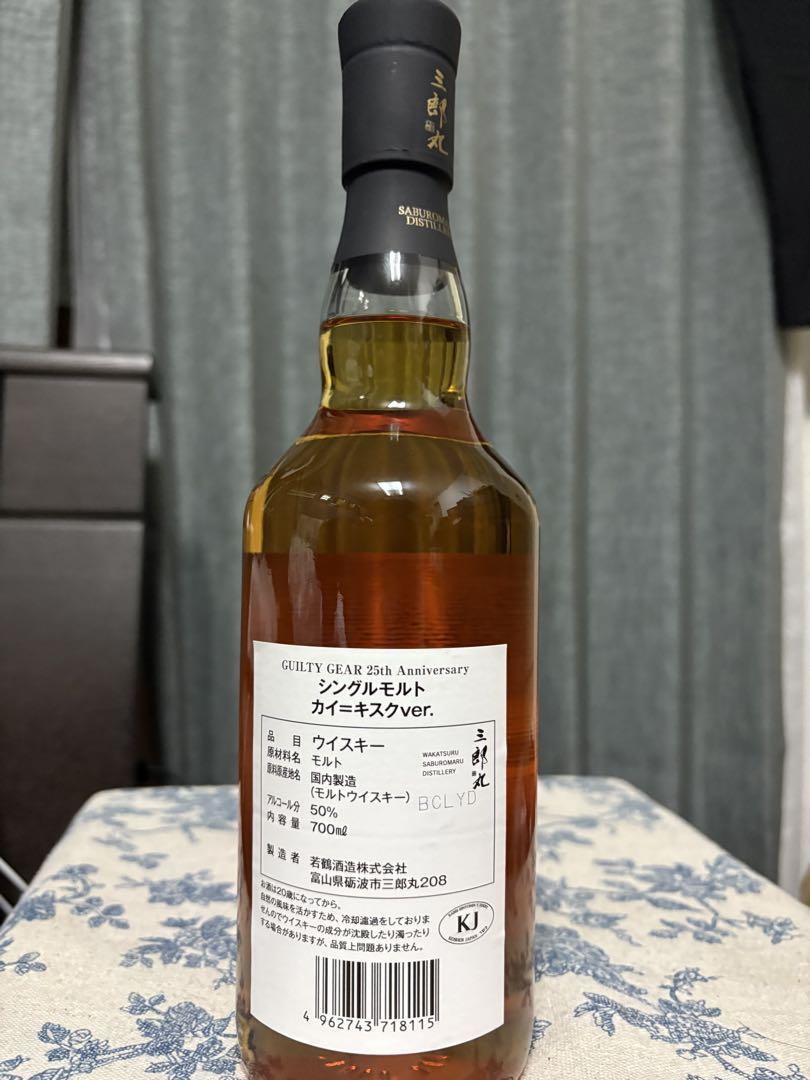 三郎丸
SABUROMARU
DISTILLERY
GUILTY GEAR 25th Anniversary
シングルモルト
カイ=キスクver.
品目 ウイスキー
原材料名 モルト
原料原産地名 国内製造
(モルトウイスキー)
アルコール分 50%
内容量 700㎖
製造者 若鶴酒造株式会社
富山県砺波市三郎丸208
WAKATSURU
SABUROMARU
DISTILLERY
三郎丸
BCLYD
お酒は20歳になってから。
自然の風味を活かすため、冷却濾過をしておりま
せんのでウイスキーの成分が沈殿したり濁ったり
する場合がありますが、品質上問題ありません。
KJ
KOSHER JAPAN
4 962743 718115